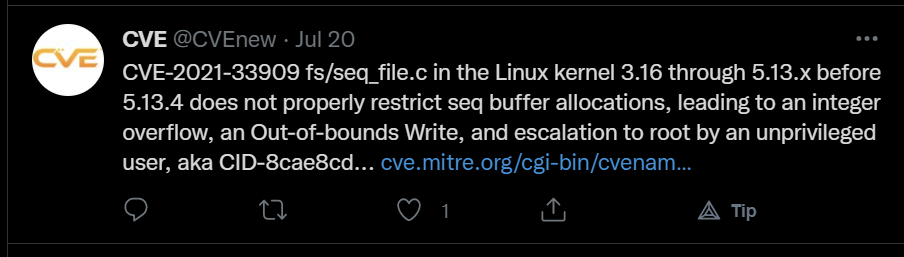 CVE
CVE @CVEnew · Jul 20
CVE-2021-33909 fs/seq_file.c in the Linux kernel 3.16 through 5.13.x before
5.13.4 does not properly restrict seq buffer allocations, leading to an integer
overflow, an Out-of-bounds Write, and escalation to root by an unprivileged
user, aka CID-8cae8cd... cve.mitre.org/cgi-bin/cvenam...
1
Tip